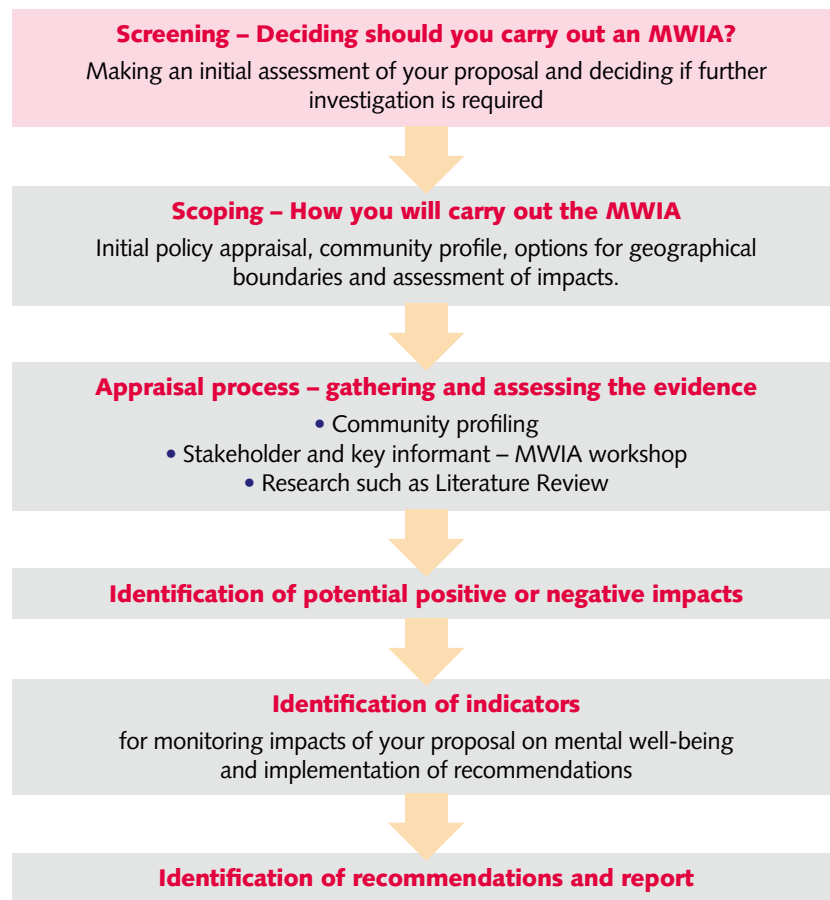 Screening – Deciding should you carry out an MWIA?
Making an initial assessment of your proposal and deciding if further
investigation is required
Scoping – How you will carry out the MWIA
Initial policy appraisal, community profile, options for geographical
boundaries and assessment of impacts.
Appraisal process – gathering and assessing the evidence
• Community profiling
• Stakeholder and key informant – MWIA workshop
• Research such as Literature Review
Identification of potential positive or negative impacts
Identification of indicators
for monitoring impacts of your proposal on mental well-being
and implementation of recommendations
Identification of recommendations and report